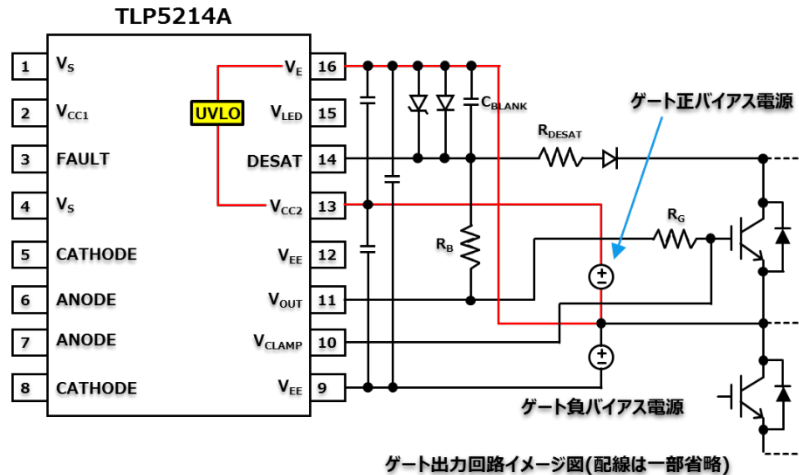 TLP5214A
1 VS VE 16
2 VCC1 UVLO VLED 15
3 FAULT DESAT 14
4 VS VCC2 13
5 CATHODE VEE 12
6 ANODE VOUT 11
7 ANODE VCLAMP 10
8 CATHODE VEE 9
CBLANK
ゲート正バイアス電源
RDESAT
RB
RG
ゲート負バイアス電源
ゲート出力回路イメージ図(配線は一部省略)